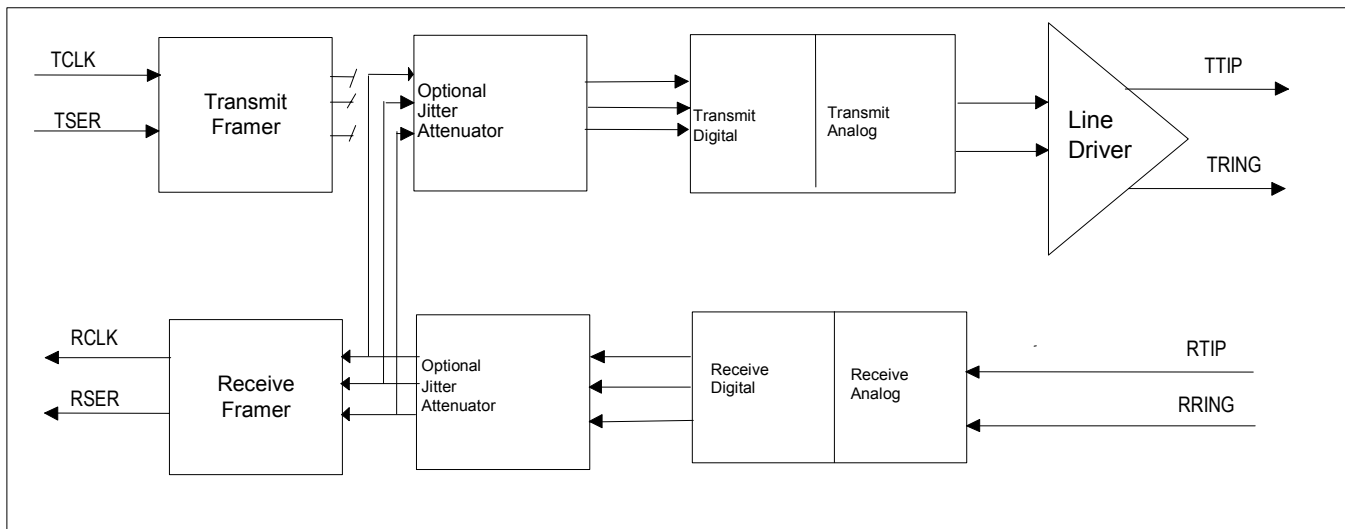 TCLK
TSER
Transmit
Framer
Optional
Jitter
Attenuator
Transmit
Digital
Transmit
Analog
Line
Driver
TTIP
TRING
RCLK
RSER
Receive
Framer
Optional
Jitter
Attenuator
Receive
Digital
Receive
Analog
RTIP
RRING